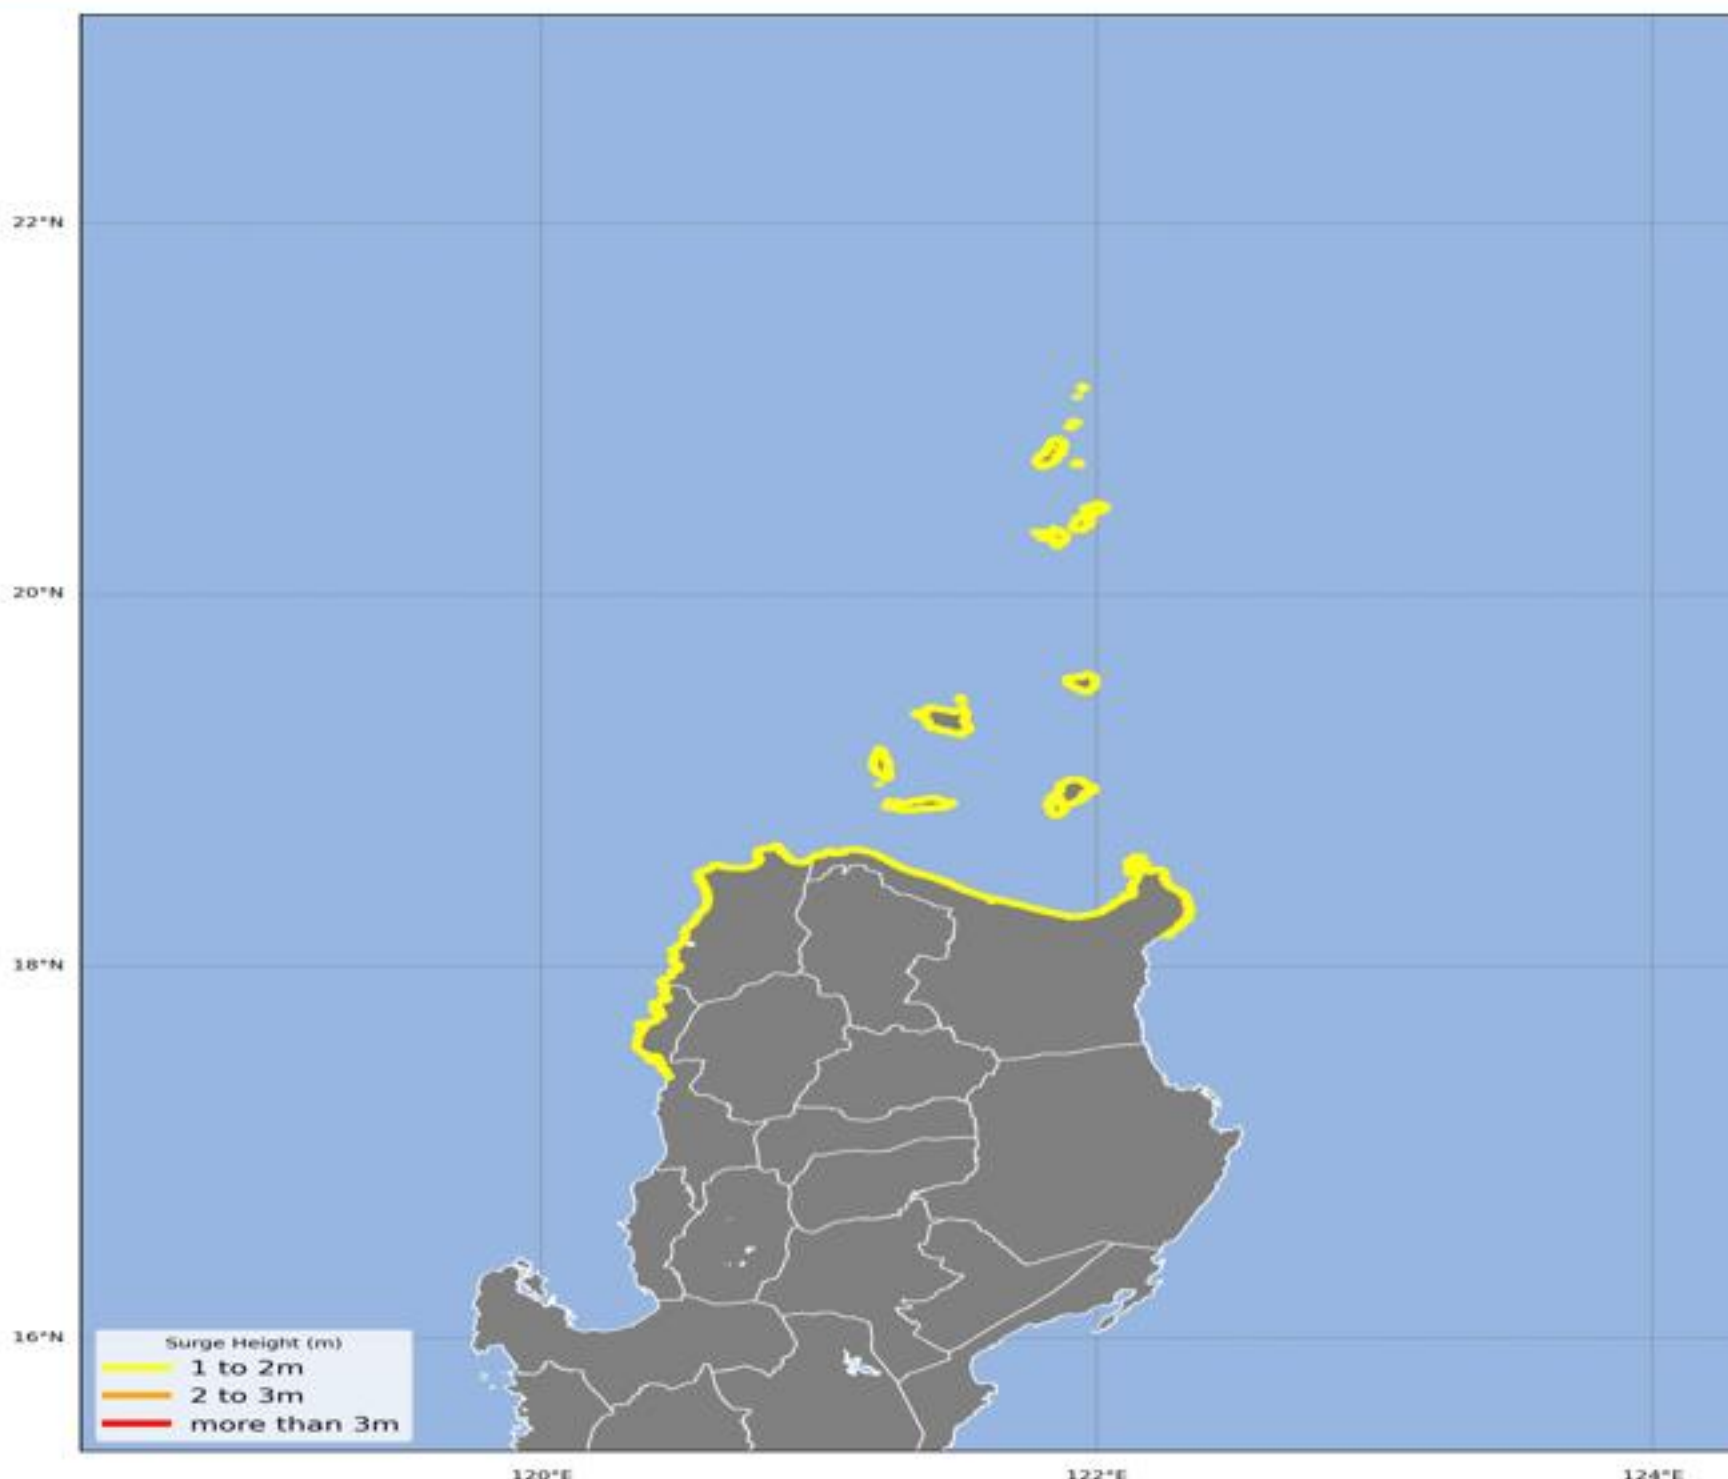 22°N
20°N
18°N
16°N
Surge Height (m)
1 to 2m
2 to 3m
more than 3m
120°E
122°E
124°E